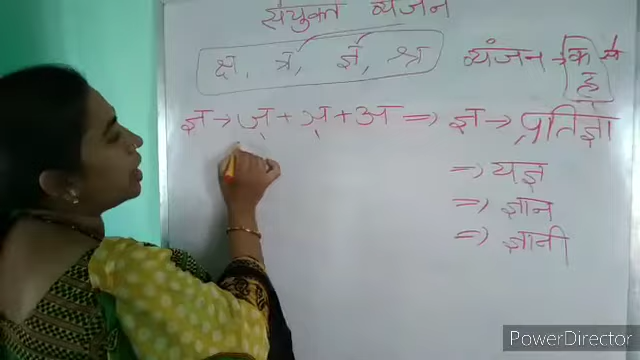 संयुक्त व्यंजन
क्ष, त्र, ज्ञ, श्र व्यंजन → क से ह
ज्ञ → ज् + ञ् + अ => ज्ञ → प्रतिज्ञा
=> यज्ञ
=> ज्ञान
=> ज्ञानी
PowerDirector